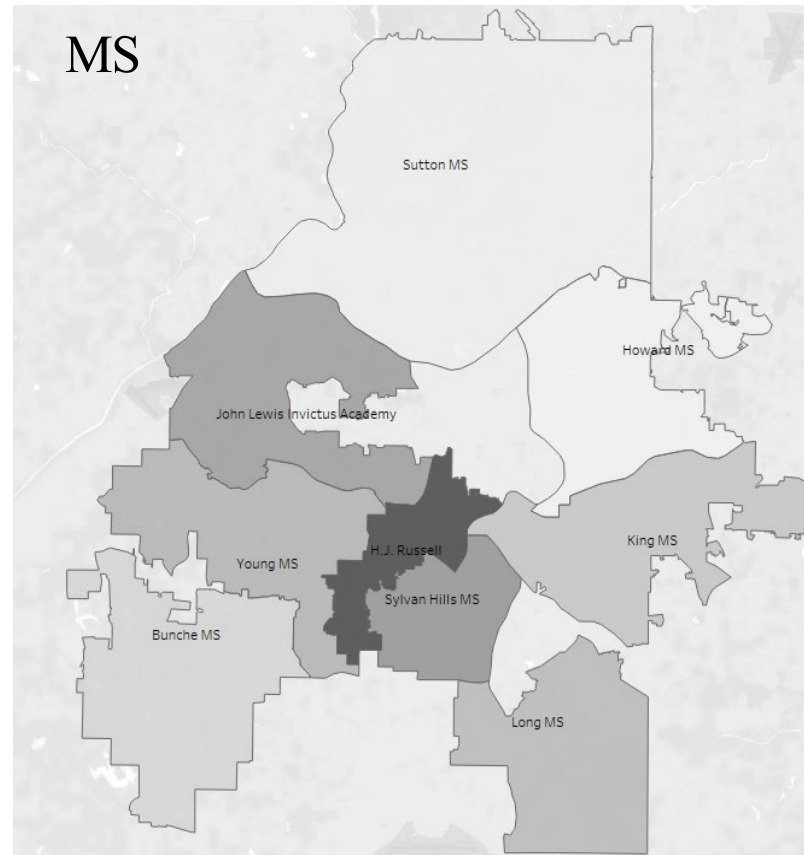 MS
Sutton MS
Howard MS
John Lewis Invictus Academy
King MS
H.J. Russell
Young MS
Sylvan Hills MS
Bunche MS
Long MS